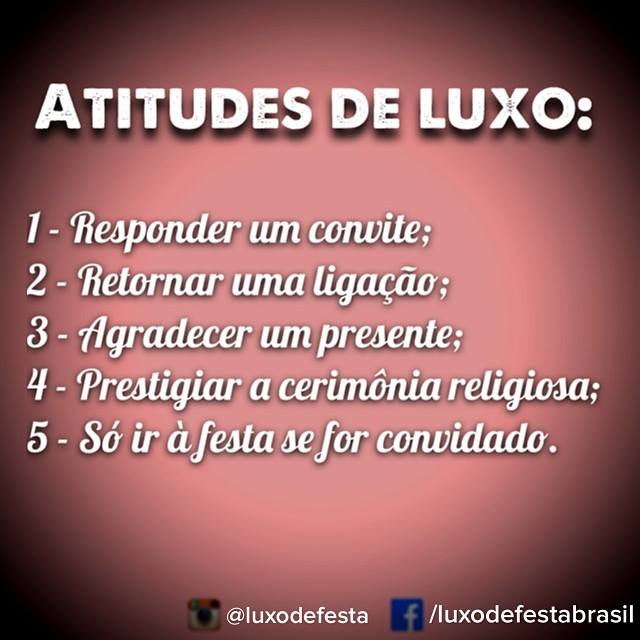 ATITUDES DE LUXO:
1 - Responder um convite;
2 - Retornar uma ligação;
3 - Agradecer um presente;
4 - Prestigiar a cerimônia religiosa;
5 - Só ir à festa se for convidado.
@luxodefesta /luxodefestabrasil